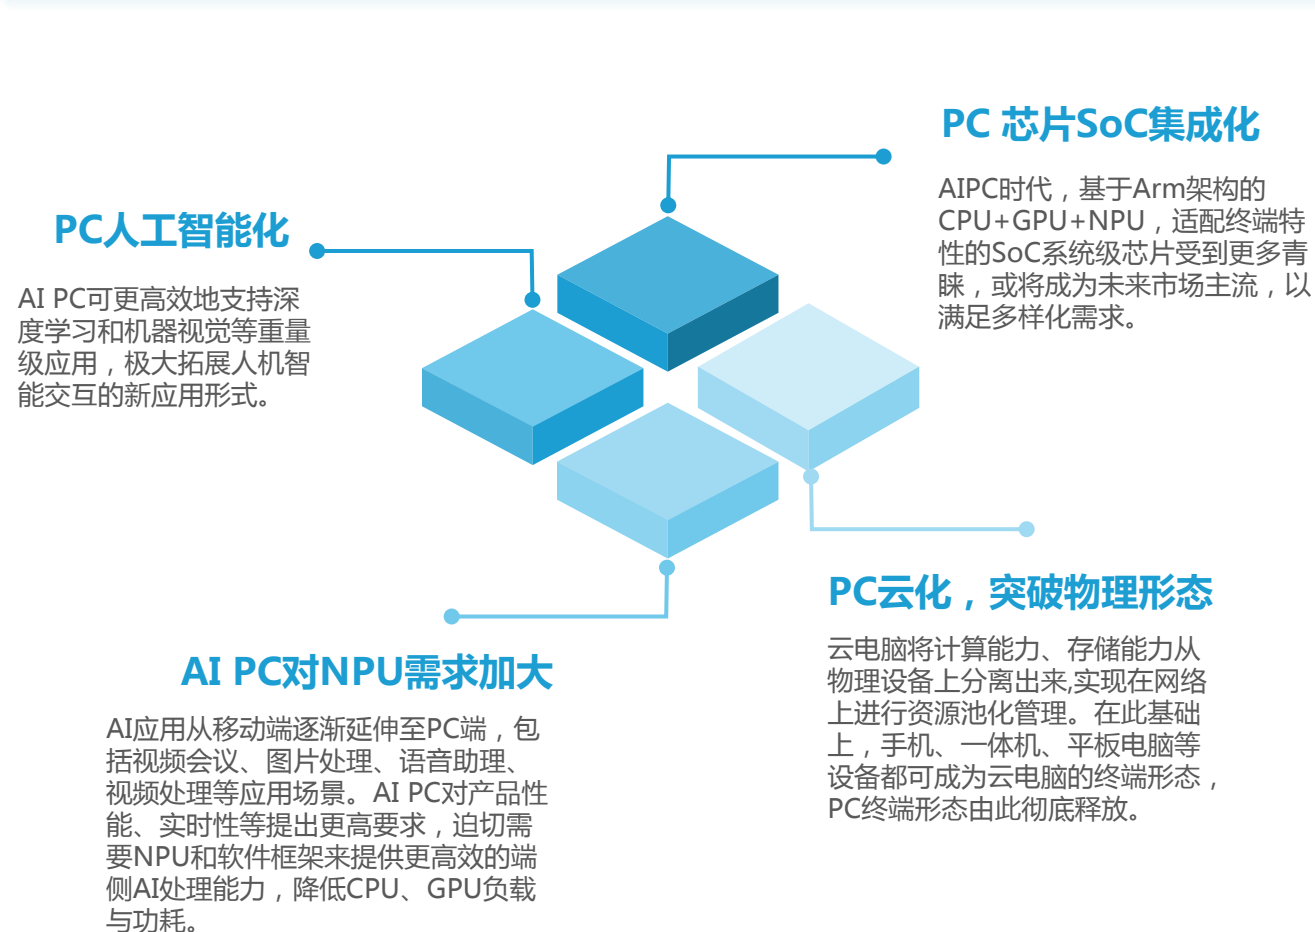 PC人工智能化
AI PC可更高效地支持深
度学习和机器视觉等重量
级应用，极大拓展人机智
能交互的新应用形式。
PC 芯片SoC集成化
AIPC时代，基于Arm架构的
CPU+GPU+NPU，适配终端特
性的SoC系统级芯片受到更多青
睐，或将成为未来市场主流，以
满足多样化需求。
AI PC对NPU需求加大
AI应用从移动端逐渐延伸至PC端，包
括视频会议、图片处理、语音助理、
视频处理等应用场景。AI PC对产品性
能、实时性等提出更高要求，迫切需
要NPU和软件框架来提供更高效的端
侧AI处理能力，降低CPU、GPU负载
与功耗。
PC云化，突破物理形态
云电脑将计算能力、存储能力从
物理设备上分离出来,实现在网络
上进行资源池化管理。在此基础
上，手机、一体机、平板电脑等
设备都可成为云电脑的终端形态，
PC终端形态由此彻底释放。